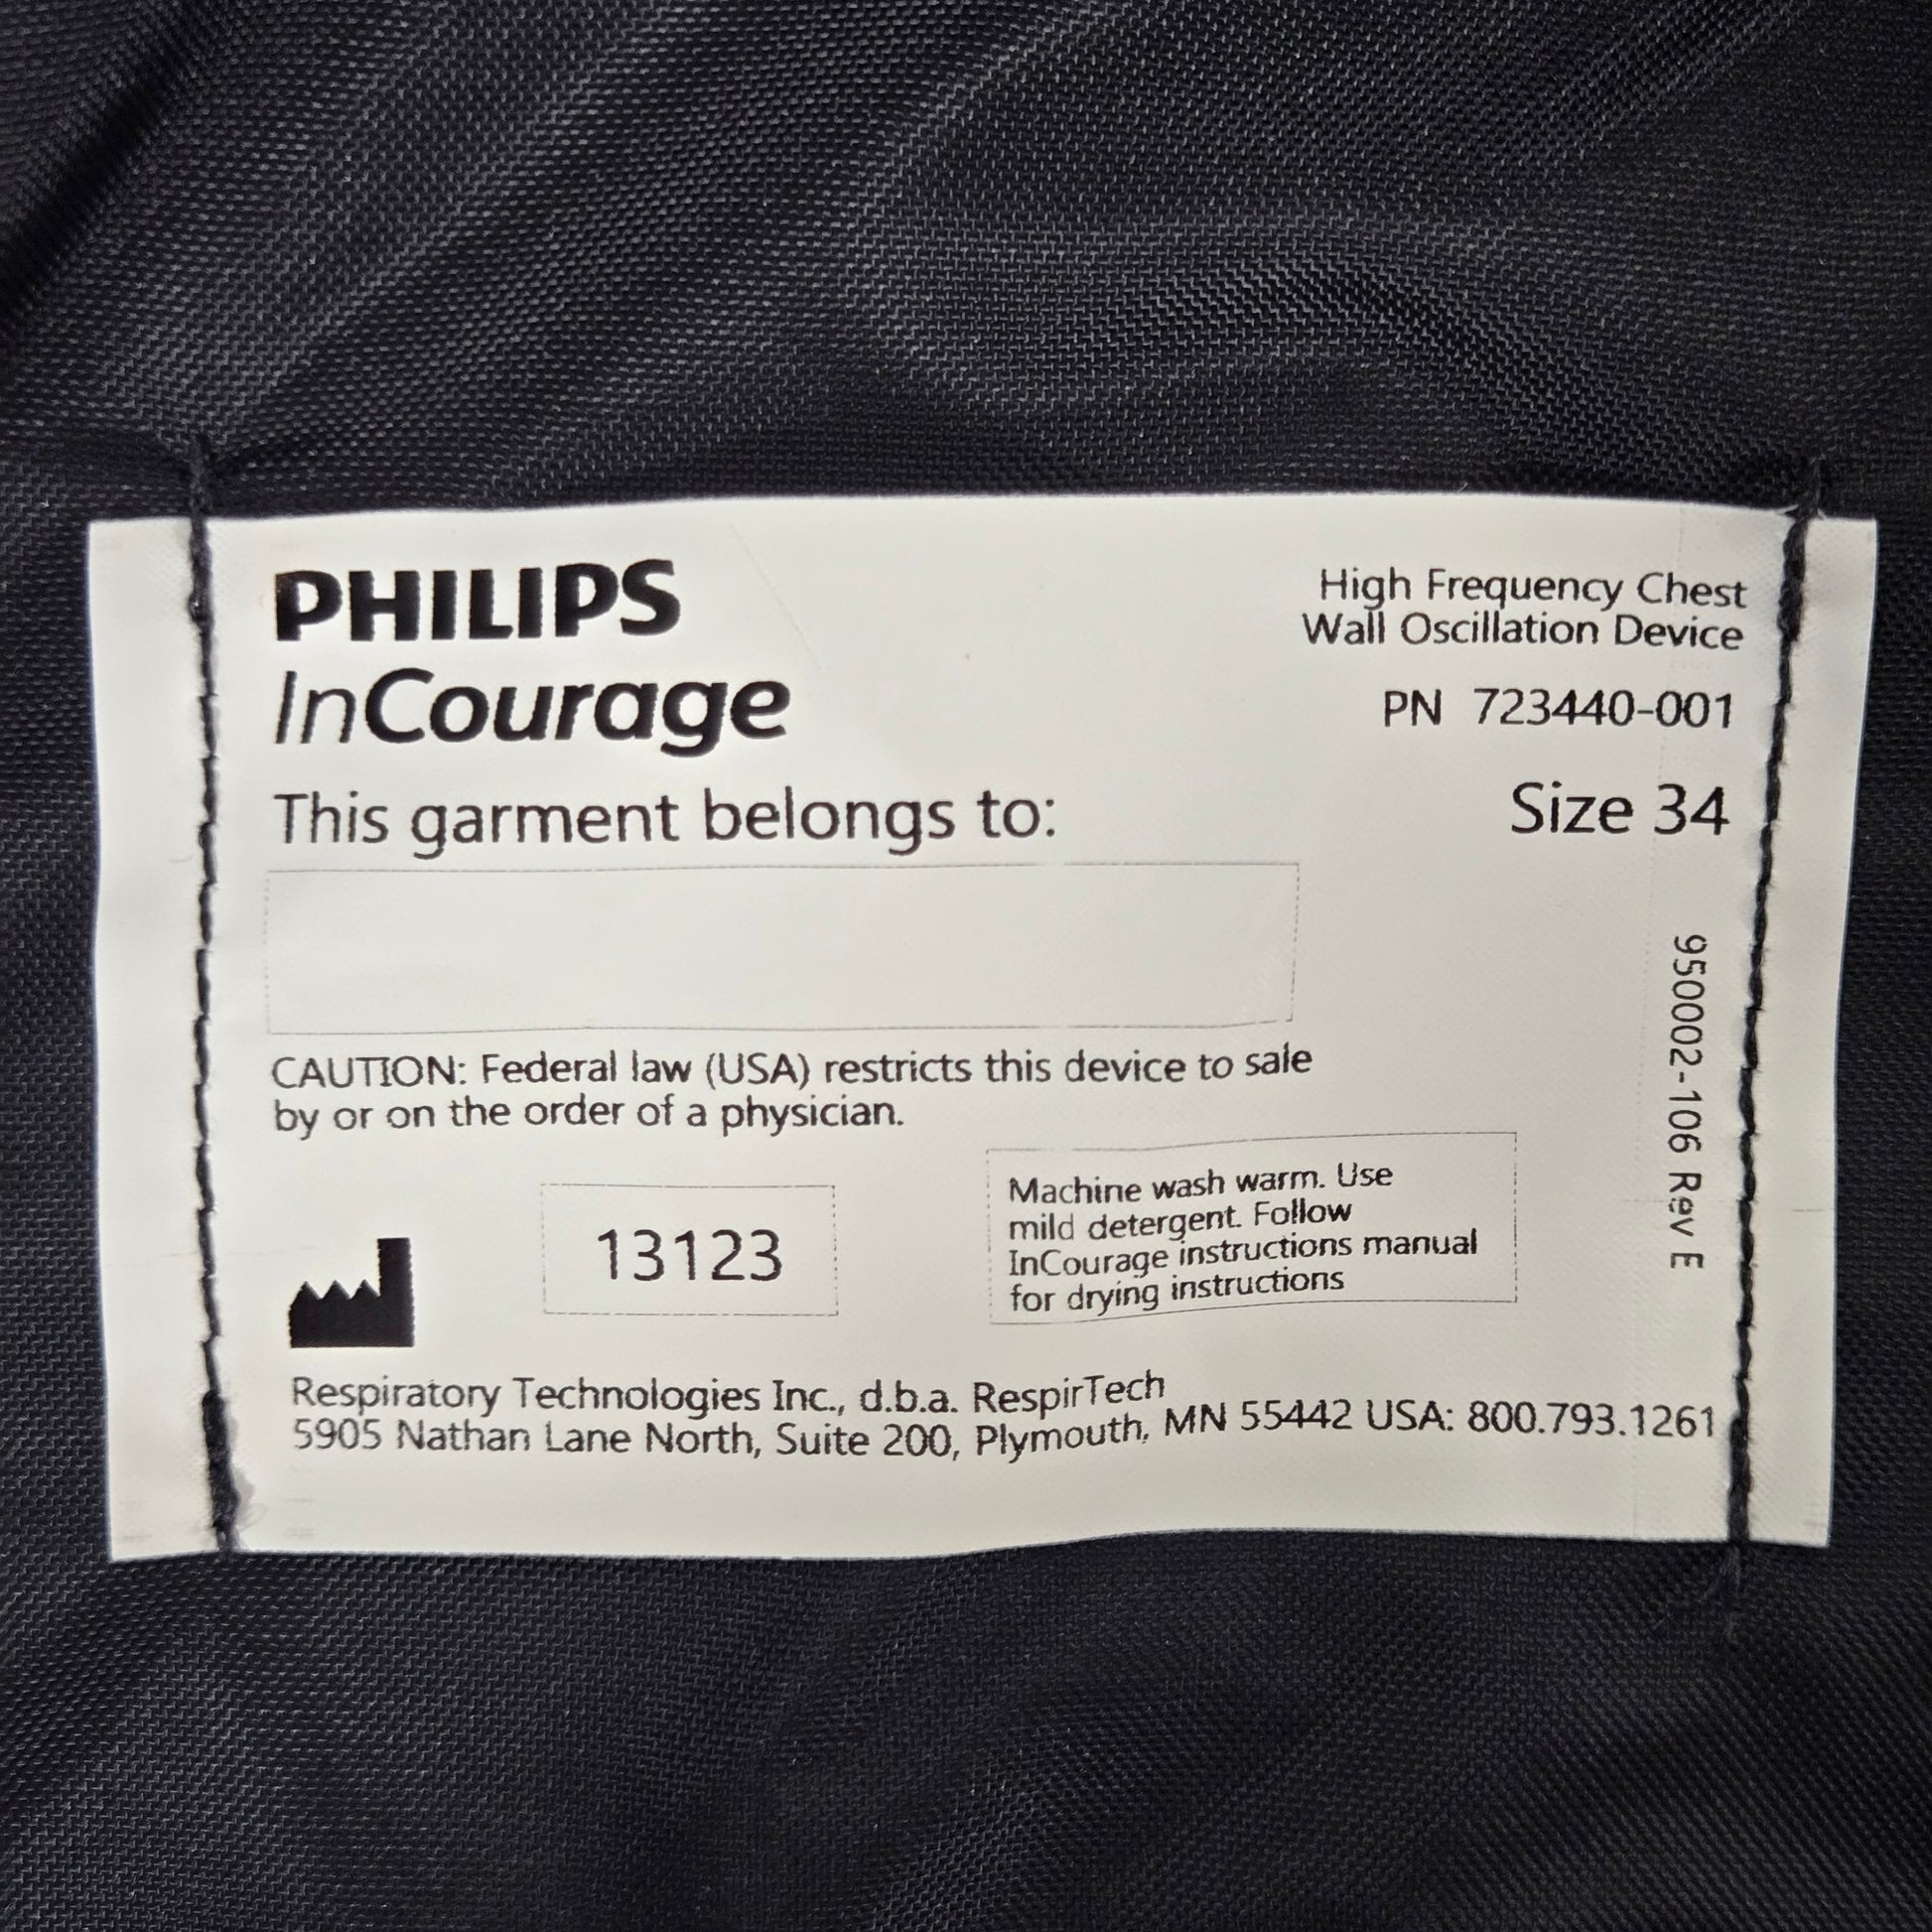 PHILIPS
InCourage
High Frequency Chest
Wall Oscillation Device
PN 723440-001
This garment belongs to:
Size 34
CAUTION: Federal law (USA) restricts this device to sale
by or on the order of a physician.
13123
Machine wash warm. Use
mild detergent. Follow
InCourage instructions manual
for drying instructions
950002-106 Rev E
Respiratory Technologies Inc., d.b.a. RespirTech
5905 Nathan Lane North, Suite 200, Plymouth, MN 55442 USA: 800.793.1261